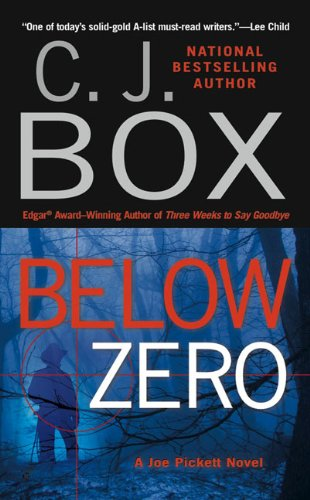 “One of today's solid-gold A-list must-read writers.”—Lee Child
C. J.
NATIONAL
BESTSELLING
AUTHOR
BOX
Edgar® Award–Winning Author of Three Weeks to Say Goodbye
BELOW
ZERO
A Joe Pickett Novel